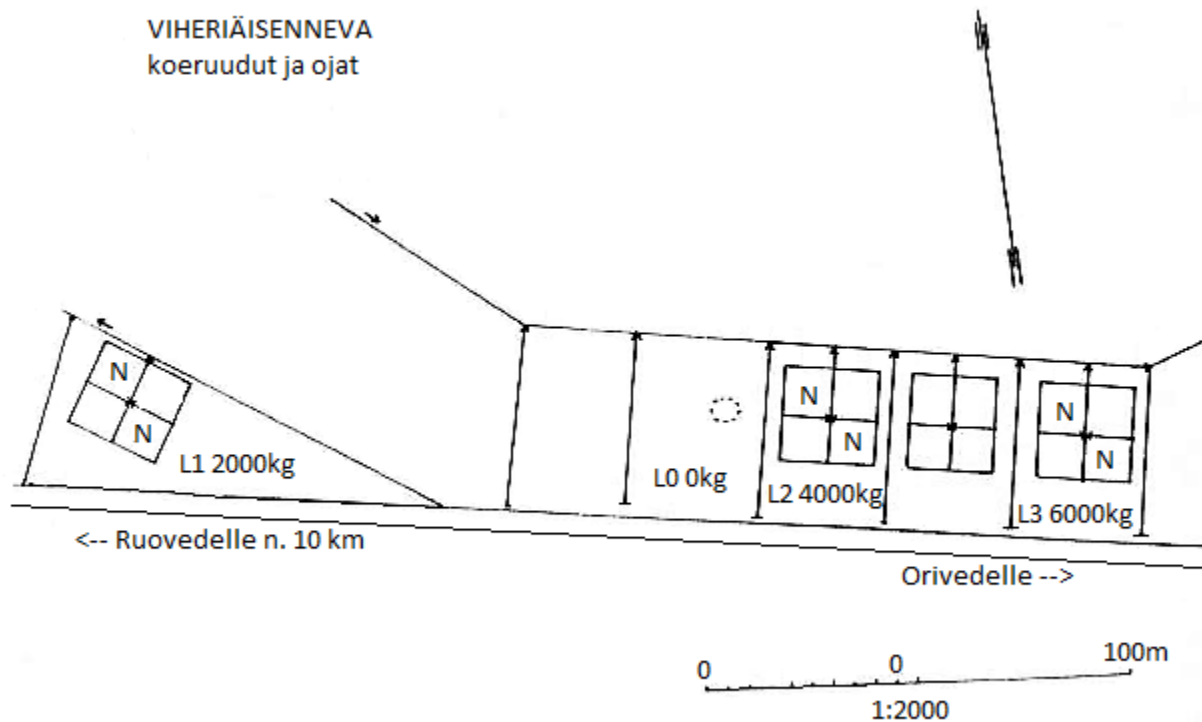 VIHERIÄISENNEVA
koeruudut ja ojat
N
N
L1 2000kg
L0 0kg
N
N
L2 4000kg
N
N
L3 6000kg
<-- Ruovedelle n. 10 km
Orivedelle -->
0 0 100m
1:2000